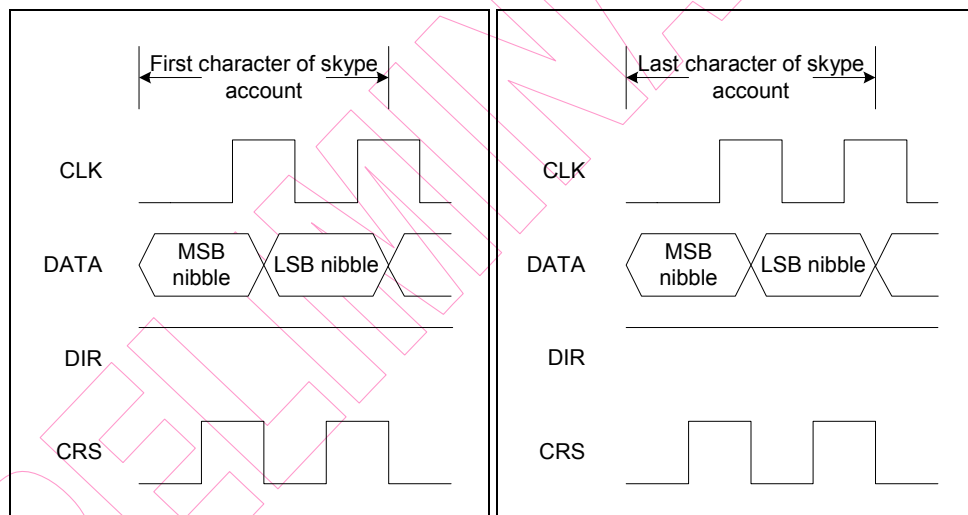 First character of skype
account
CLK
DATA
MSB
nibble
LSB nibble
DIR
CRS
Last character of skype
account
CLK
DATA
MSB
nibble
LSB nibble
DIR
CRS